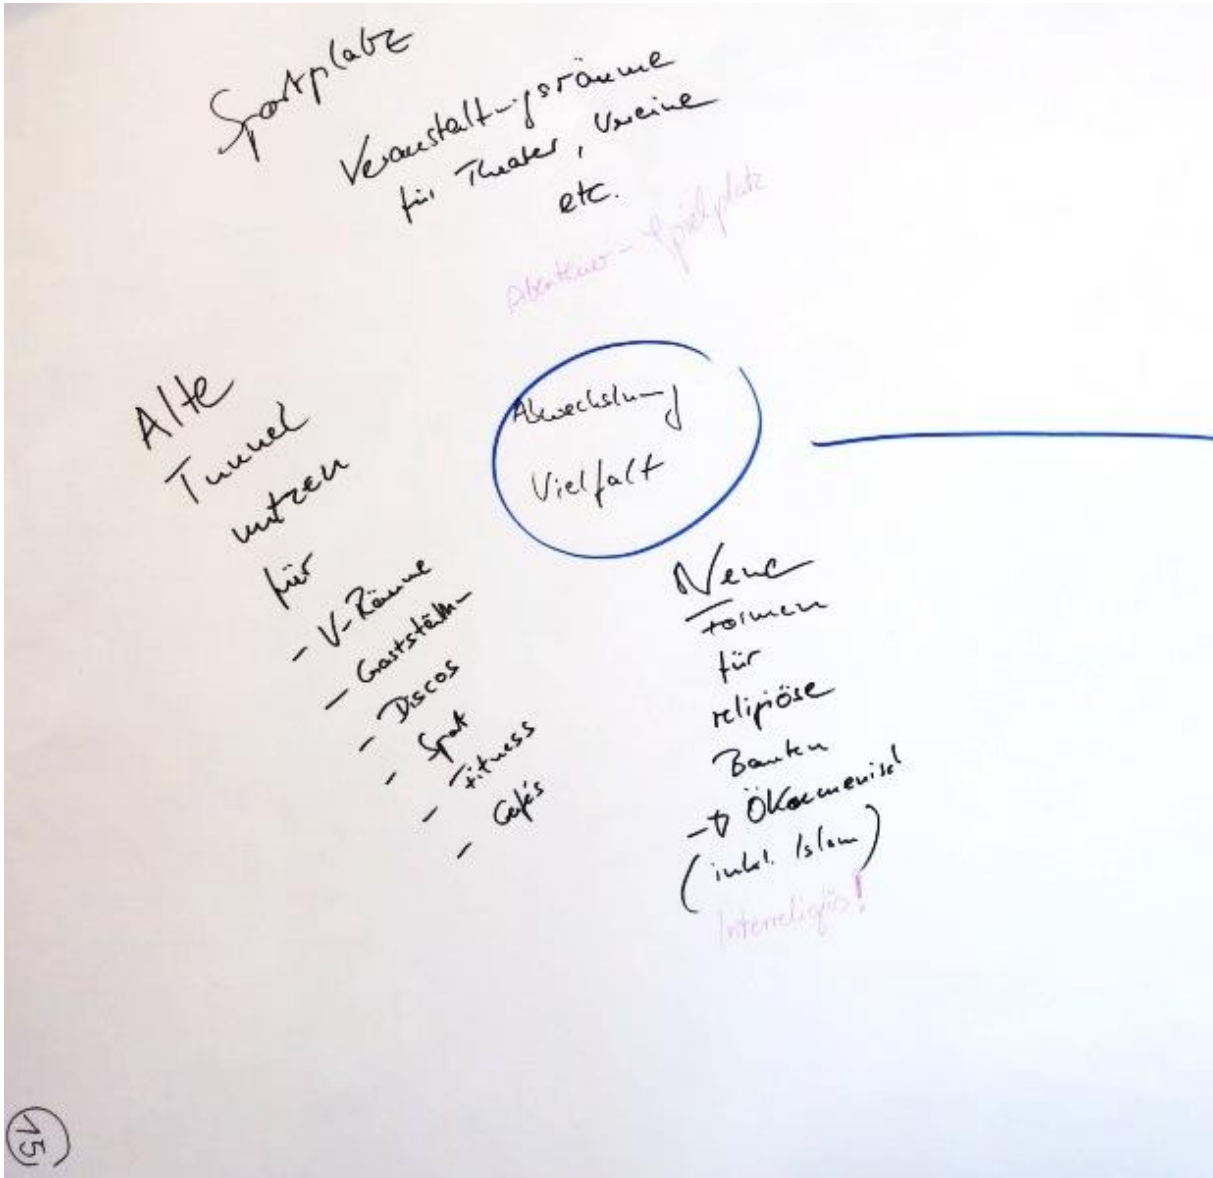 Sportplatz
Veranstaltungsräume
für Theater, Vereine
etc.
Abenteuer-Spielplatz
Abwechslung
Vielfalt
Alte
Tunnel
nutzen
für
- V-Räume
- Gaststätten
- Discos
- Sport
- Fitness
- Cafés
Neue
Formen
für
religiöse
Bauten
→ Ökumenisch
(inkl. Islam)
Interreligiös!
15